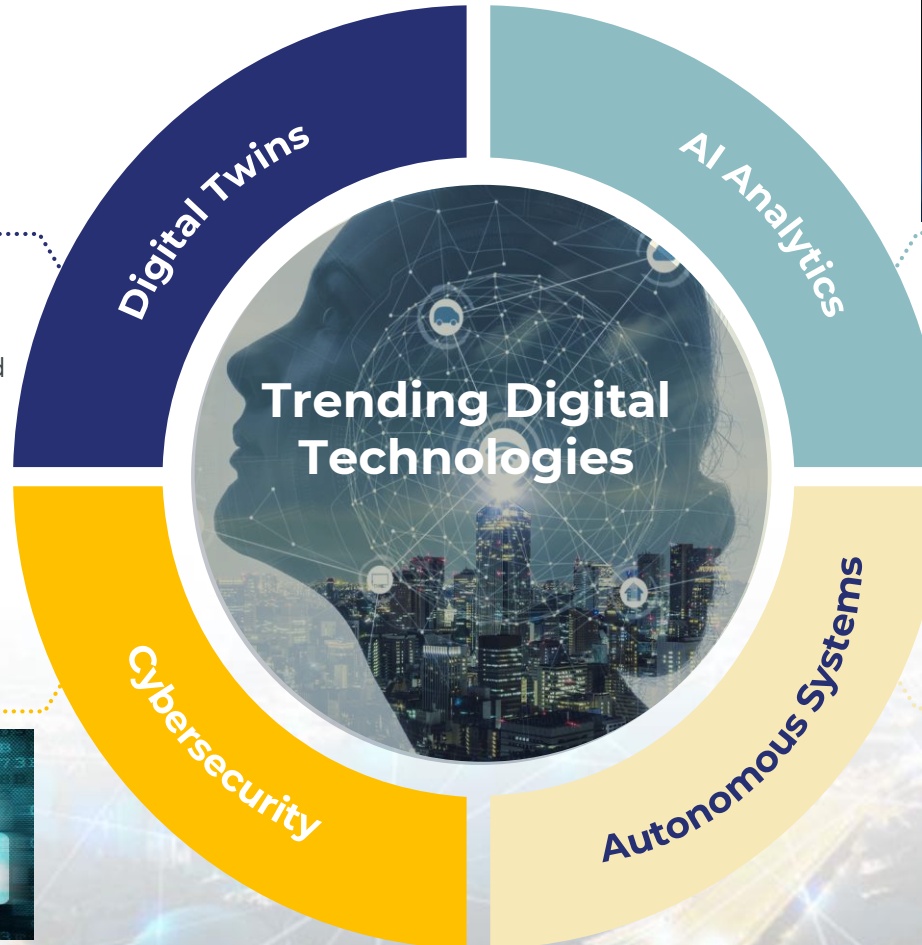 Digital Twins
AI Analytics
Trending Digital
Technologies
Cybersecurity
Autonomous Systems